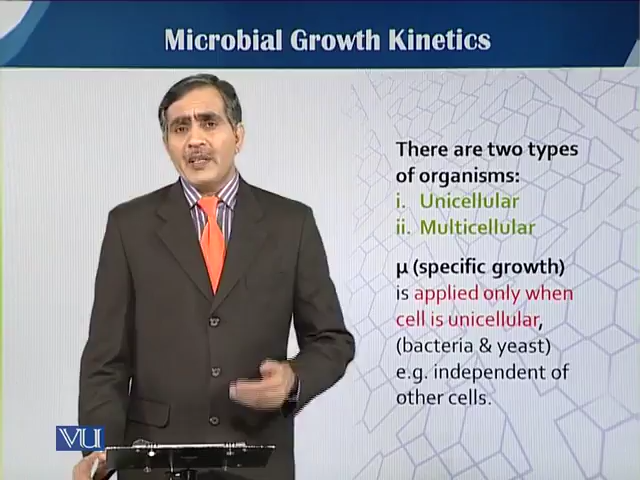 Microbial Growth Kinetics
There are two types
of organisms:
i. Unicellular
ii. Multicellular
μ (specific growth)
is applied only when
cell is unicellular,
(bacteria & yeast)
e.g. independent of
other cells.
VU